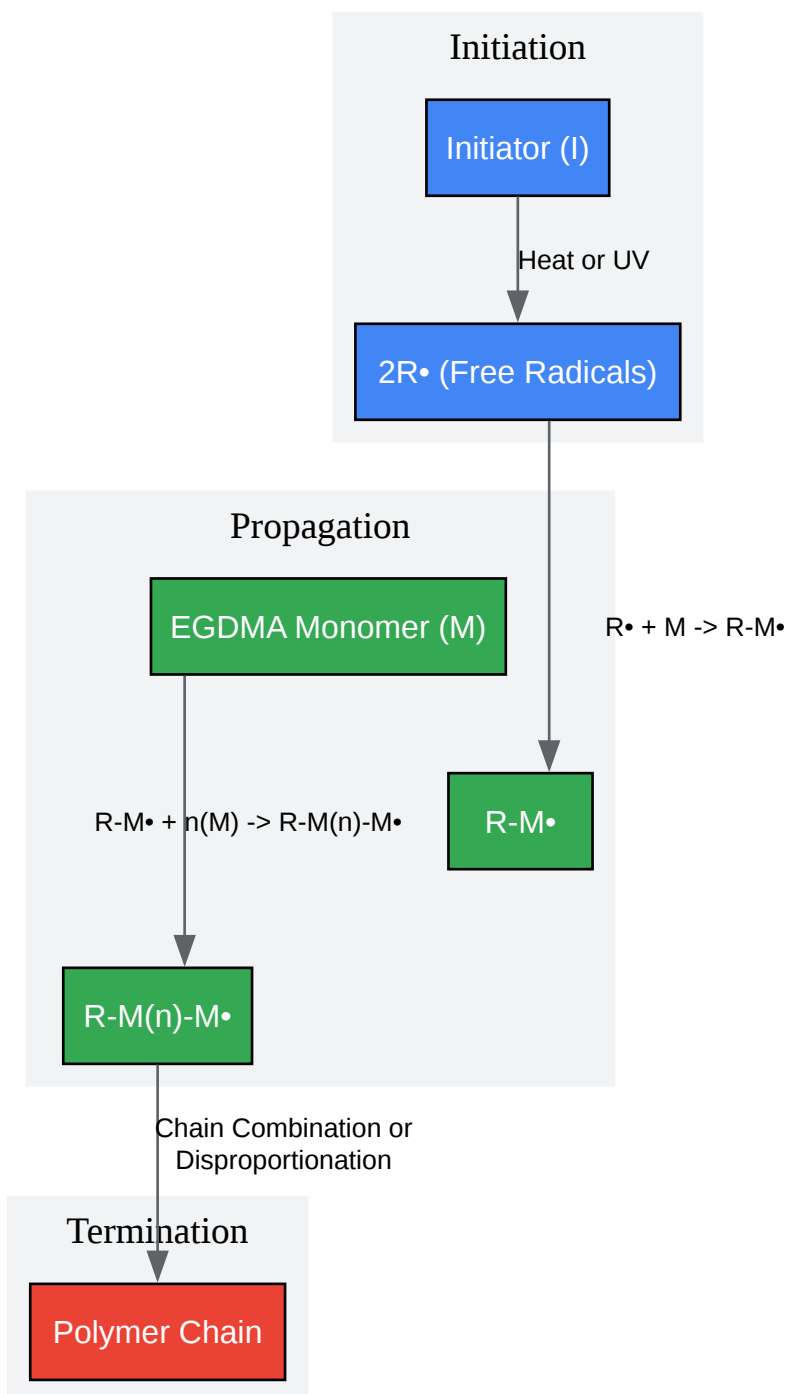 Initiation
Initiator (I)
Heat or UV
2R• (Free Radicals)
Propagation
EGDMA Monomer (M)
R• + M -> R-M•
R-M• + n(M) -> R-M(n)-M•
R-M•
R-M(n)-M•
Chain Combination or
Disproportionation
Termination
Polymer Chain